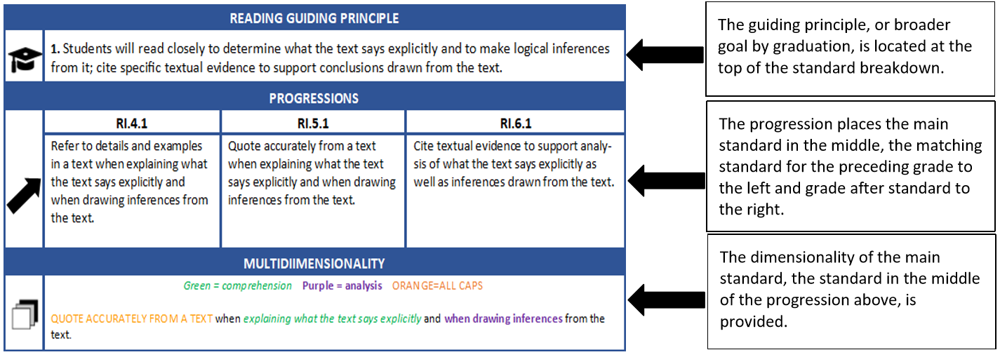 READING GUIDING PRINCIPLE
1. Students will read closely to determine what the text says explicitly and to make logical inferences
from it; cite specific textual evidence to support conclusions drawn from the text.
The guiding principle, or broader
goal by graduation, is located at the
top of the standard breakdown.
PROGRESSIONS
RI.4.1
Refer to details and examples
in a text when explaining what
the text says explicitly and
when drawing inferences from
the text.
RI.5.1
Quote accurately from a text
when explaining what the text
says explicitly and when drawing
inferences from the text.
RI.6.1
Cite textual evidence to support analy-
sis of what the text says explicitly as
well as inferences drawn from the text.
The progression places the main
standard in the middle, the matching
standard for the preceding grade to
the left and grade after standard to
the right.
MULTIDIIMENSIONALITY
Green = comprehension Purple = analysis ORANGE=ALL CAPS
QUOTE ACCURATELY FROM A TEXT when explaining what the text says explicitly and when drawing inferences from the
text.
The dimensionality of the main
standard, the standard in the middle
of the progression above, is
provided.